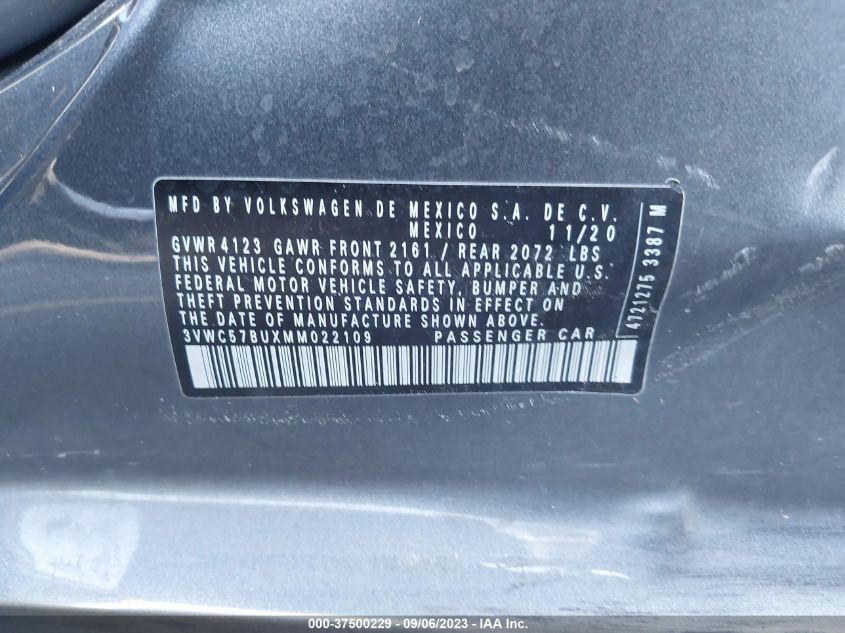 MFD BY VOLKSWAGEN DE MEXICO S.A. DE C.V.
MEXICO 11/20
GVWR 4123 GAWR FRONT 2161 / REAR 2072 LBS
THIS VEHICLE CONFORMS TO ALL APPLICABLE U.S.
FEDERAL MOTOR VEHICLE SAFETY, BUMPER AND
THEFT PREVENTION STANDARDS IN EFFECT ON
THE DATE OF MANUFACTURE SHOWN ABOVE.
3VWC57BUXMM022109 PASSENGER CAR
4721275 3387 M
000-37500229 - 09/06/2023 - © IAA Inc.